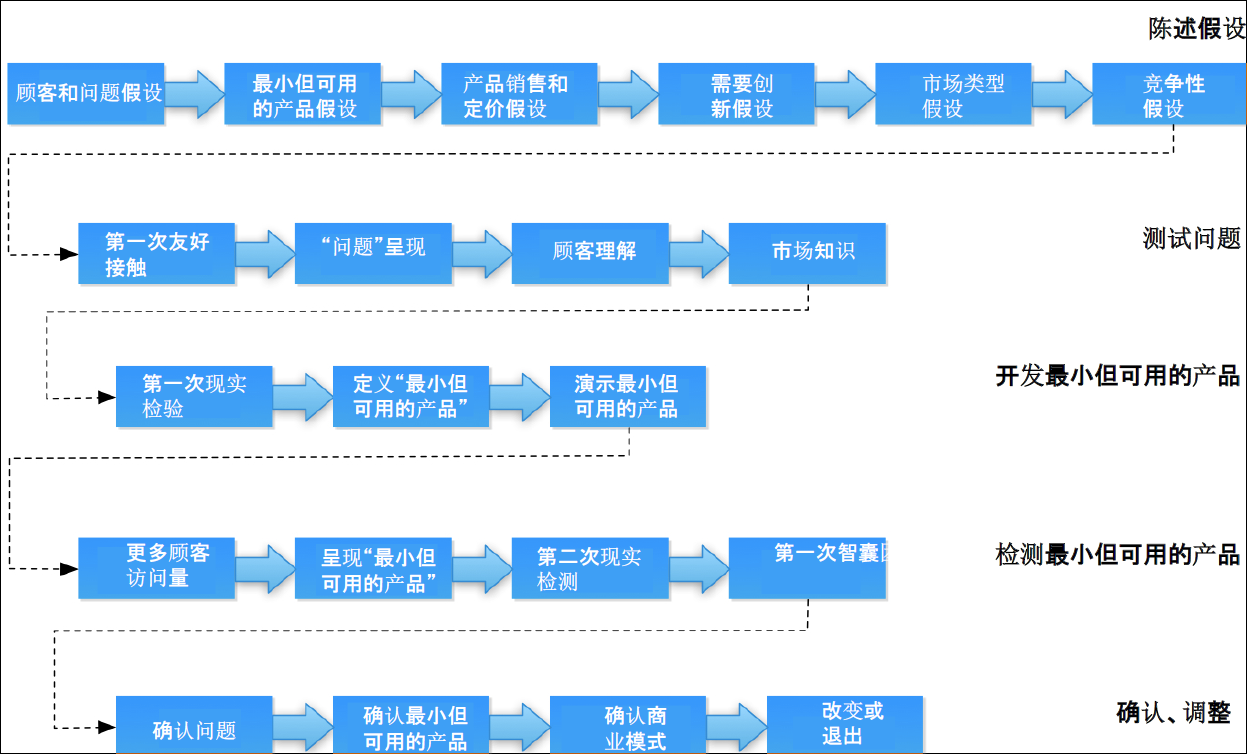 陈述假设
顾客和问题假设
最小但可用
的产品假设
产品销售和
定价假设
需要创
新假设
市场类型
假设
竞争性
假设
测试问题
第一次友好
接触
“问题”呈现
顾客理解
市场知识
开发最小但可用的产品
第一次现实
检验
定义“最小但
可用的产品”
演示最小但
可用的产品
检测最小但可用的产品
更多顾客
访问量
呈现“最小但
可用的产品”
第二次现实
检测
第一次智囊
确认、调整
确认问题
确认最小但
可用的产品
确认商
业模式
改变或
退出